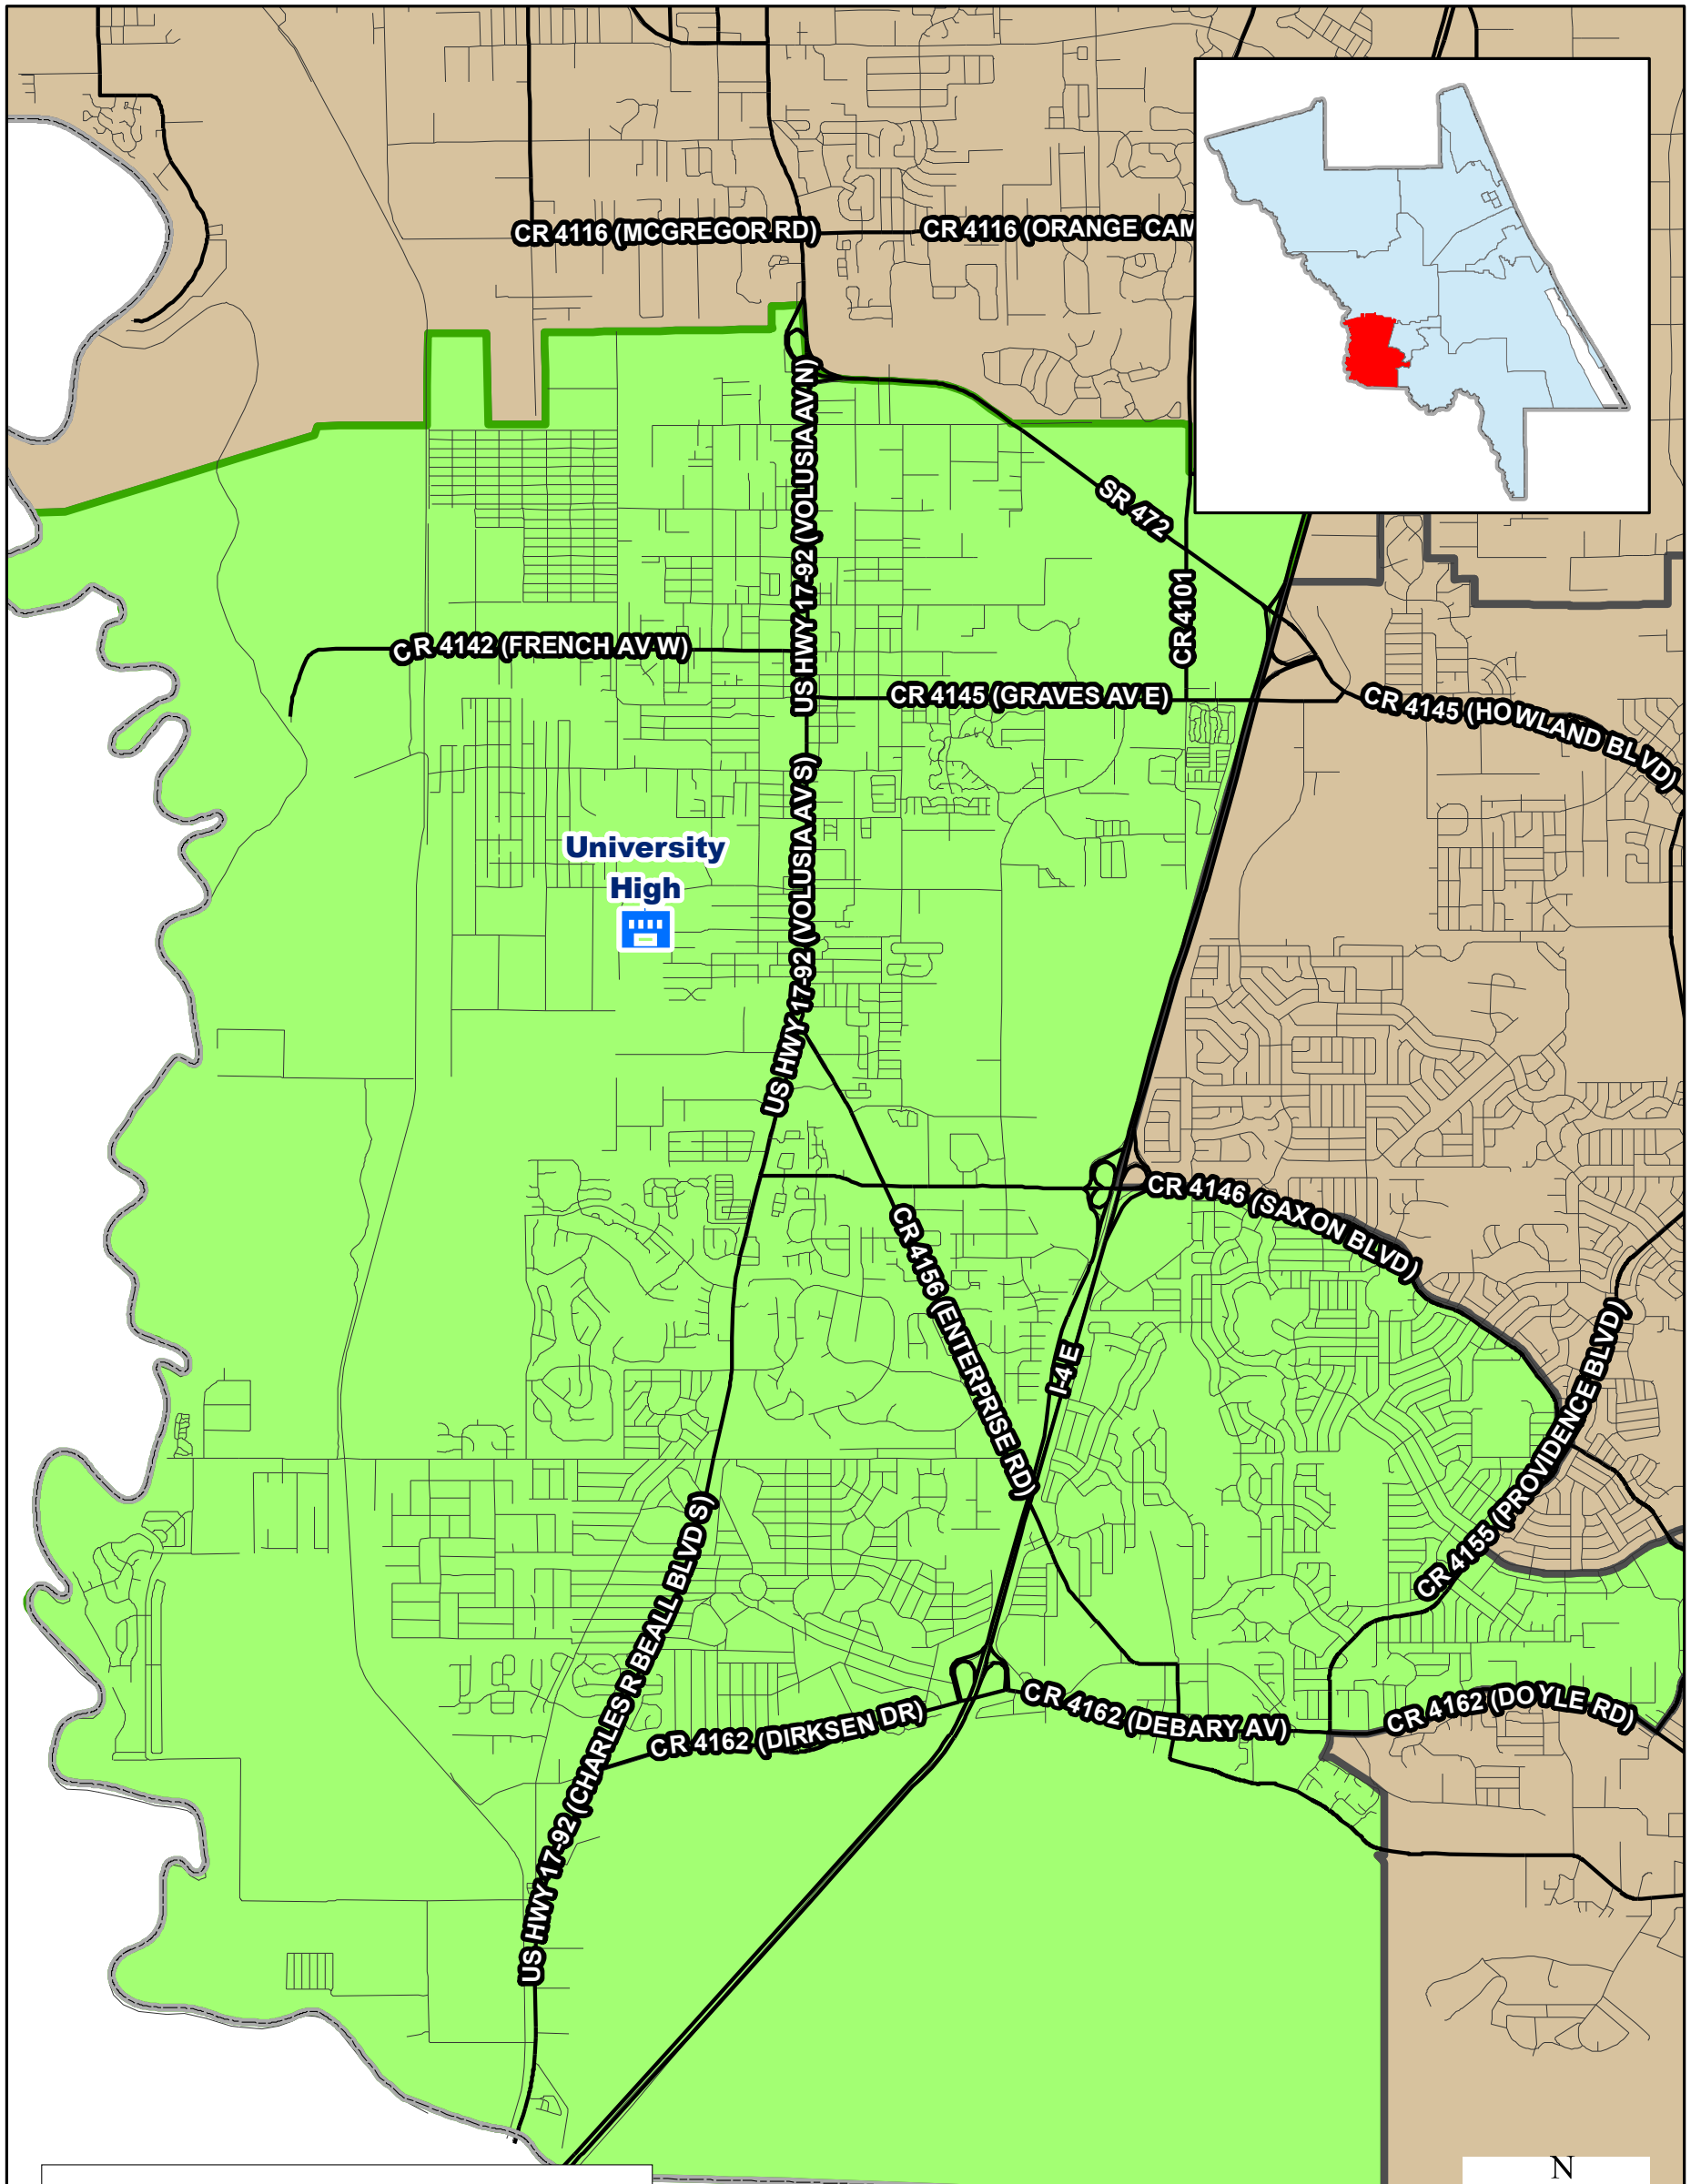 CR 4116 (MCGREGOR RD)
CR 4116 (ORANGE CAM
US HWY 17-92 (VOLUSIA AV N)
SR 472
CR 4101
CR 4142 (FRENCH AV W)
CR 4145 (GRAVES AV E)
CR 4145 (HOWLAND BLVD)
US HWY 17-92 (VOLUSIA AV S)
University
High
CR 4146 (SAXON BLVD)
CR 4156 (ENTERPRISE RD)
I-4 E
CR 4155 (PROVIDENCE BLVD)
US HWY 17-92 (CHARLES R BEALL BLVD S)
CR 4162 (DIRKSEN DR)
CR 4162 (DEBARY AV)
CR 4162 (DOYLE RD)
N